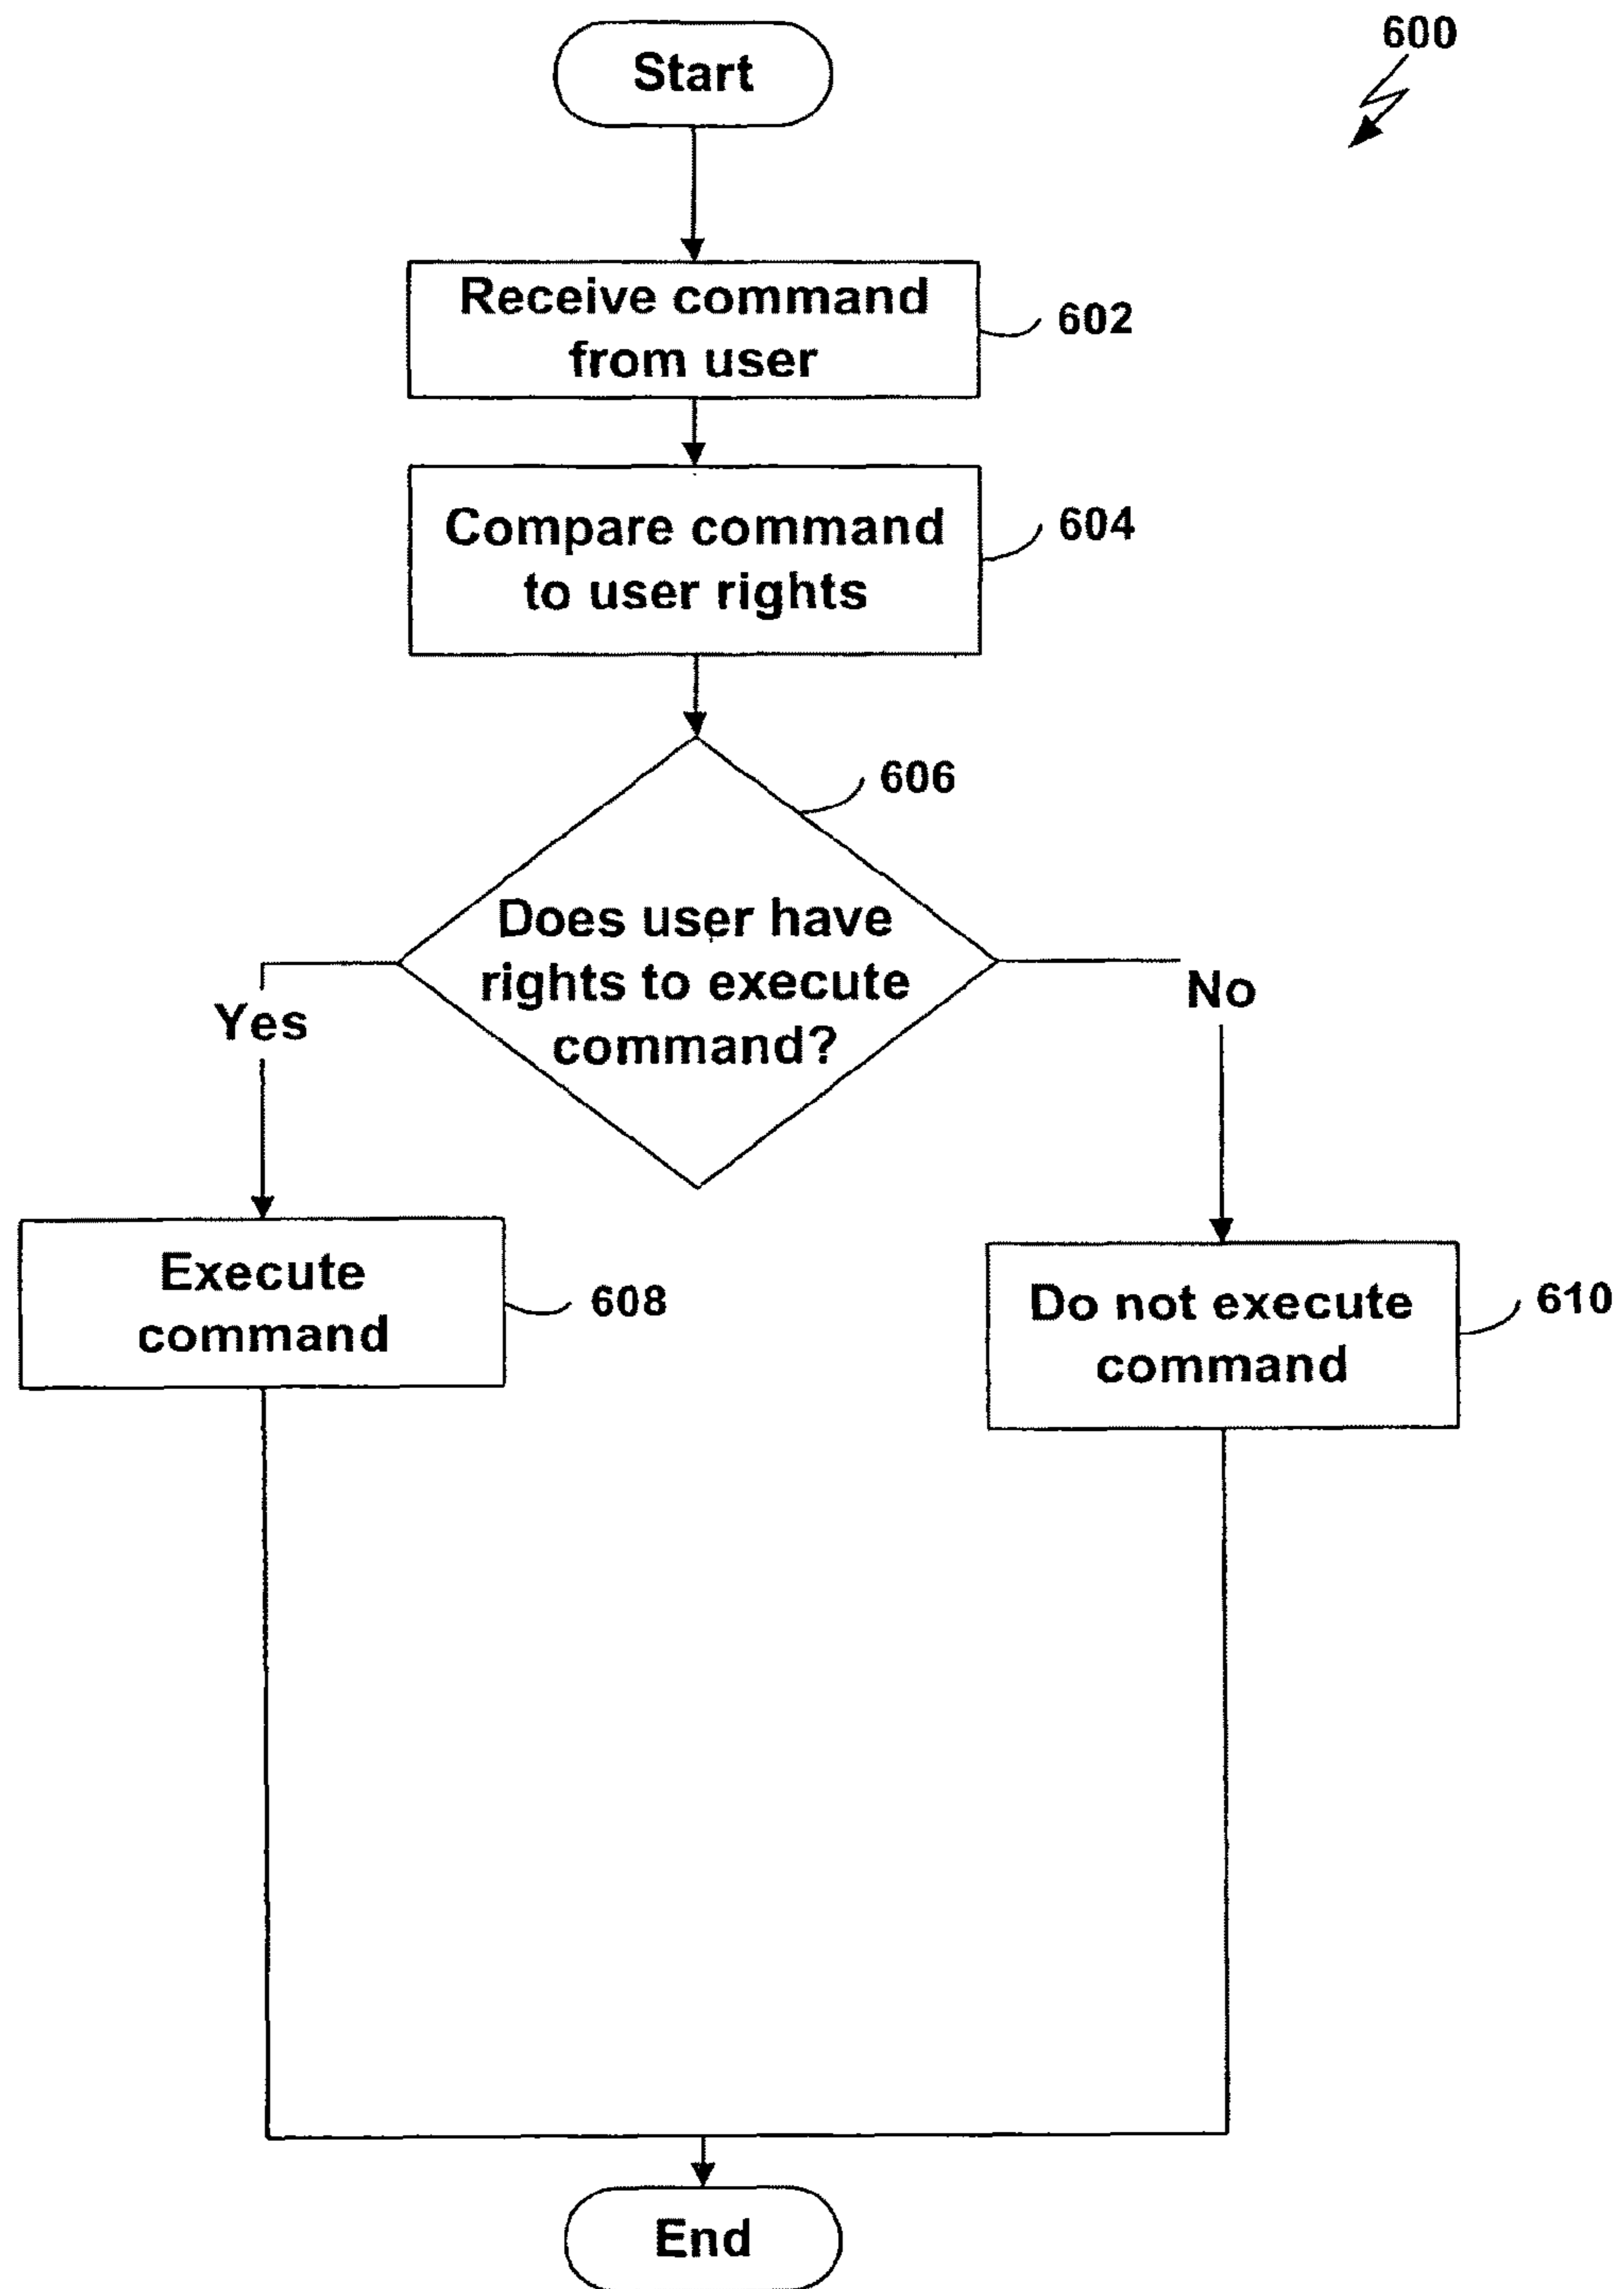 600
Start
Receive command
from user
602
Compare command
to user rights
604
606
Does user have
rights to execute
command?
Yes
No
Execute
command
608
Do not execute
command
610
End